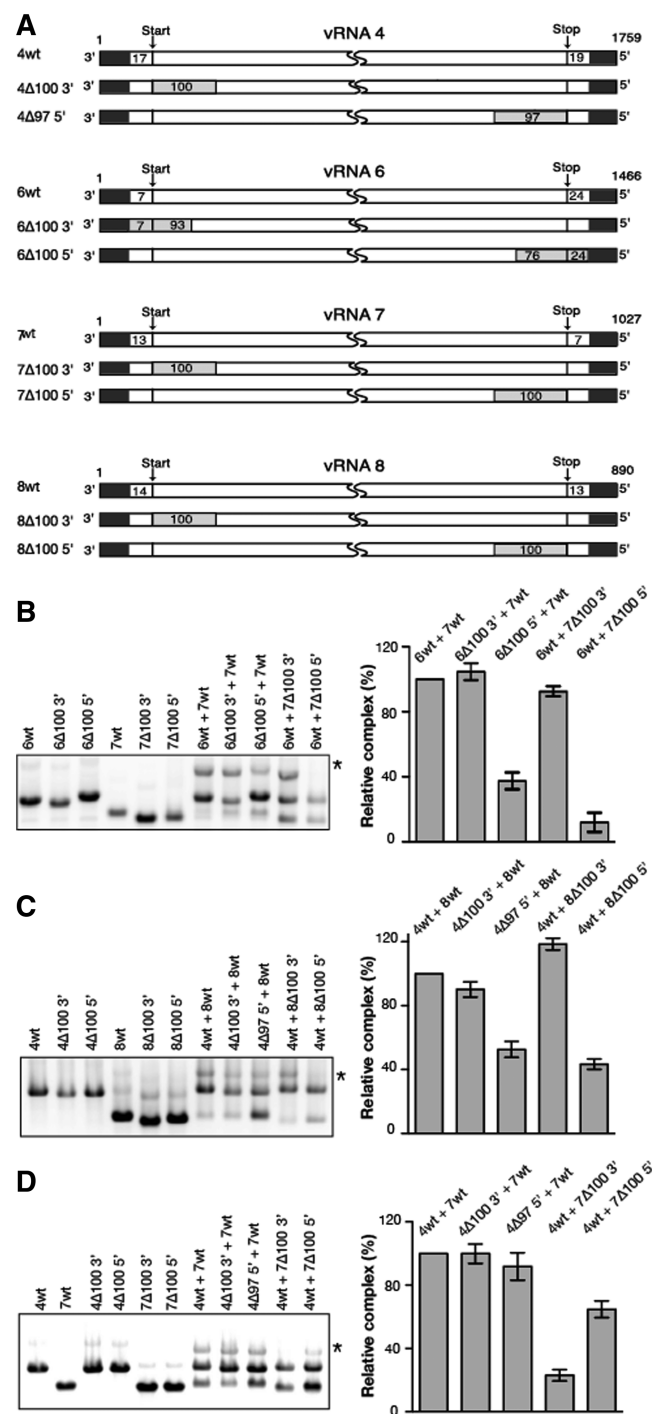 A
1 Start vRNA 4 Stop 1759
4wt 3' 17 19 5'
4Δ100 3' 3' 100 5'
4Δ97 5' 3' 97 5'
1 Start vRNA 6 Stop 1466
6wt 3' 7 24 5'
6Δ100 3' 3' 7 93 5'
6Δ100 5' 3' 76 24 5'
1 Start vRNA 7 Stop 1027
7wt 3' 13 7 5'
7Δ100 3' 3' 100 5'
7Δ100 5' 3' 100 5'
1 Start vRNA 8 Stop 890
8wt 3' 14 13 5'
8Δ100 3' 3' 100 5'
8Δ100 5' 3' 100 5'
B
6wt
6Δ100 3'
6Δ100 5'
7wt
7Δ100 3'
7Δ100 5'
6wt + 7wt
6Δ100 3' + 7wt
6Δ100 5' + 7wt
6wt + 7Δ100 3'
6wt + 7Δ100 5'
*
Relative complex (%)
120
80
40
0
6wt + 7wt
6Δ100 3' + 7wt
6Δ100 5' + 7wt
6wt + 7Δ100 3'
6wt + 7Δ100 5'
C
4wt
4Δ100 3'
4Δ100 5'
8wt
8Δ100 3'
8Δ100 5'
4wt + 8wt
4Δ100 3' + 8wt
4Δ97 5' + 8wt
4wt + 8Δ100 3'
4wt + 8Δ100 5'
*
Relative complex (%)
120
80
40
0
4wt + 8wt
4Δ100 3' + 8wt
4Δ97 5' + 8wt
4wt + 8Δ100 3'
4wt + 8Δ100 5'
D
4wt
7wt
4Δ100 3'
4Δ100 5'
7Δ100 3'
7Δ100 5'
4wt + 7wt
4Δ100 3' + 7wt
4Δ97 5' + 7wt
4wt + 7Δ100 3'
4wt + 7Δ100 5'
*
Relative complex (%)
120
80
40
0
4wt + 7wt
4Δ100 3' + 7wt
4Δ97 5' + 7wt
4wt + 7Δ100 3'
4wt + 7Δ100 5'